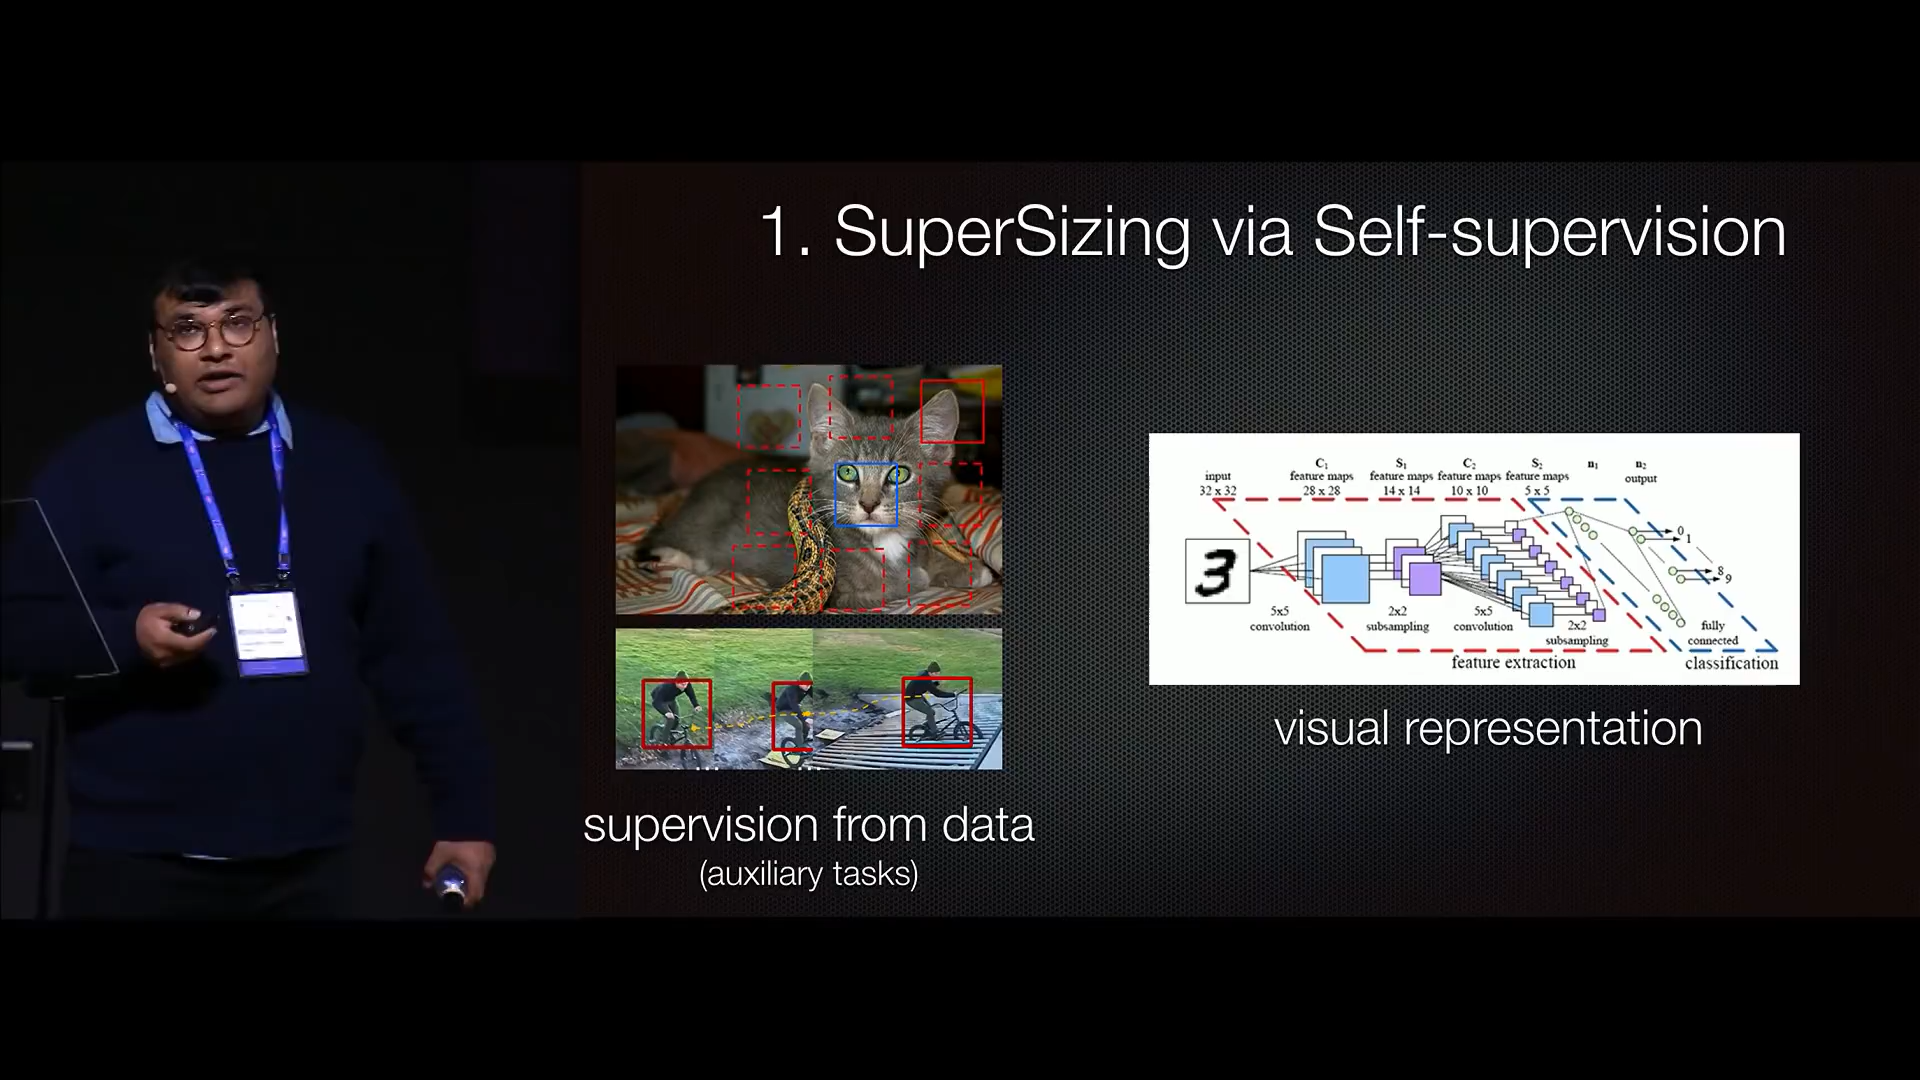 1. SuperSizing via Self-supervision
input
32 x 32
C₁
feature maps
28 x 28
S₁
feature maps
14 x 14
C₂
feature maps
10 x 10
S₂
feature maps
5 x 5
n₁
n₂
output
3
0
1
8
9
5x5
convolution
2x2
subsampling
5x5
convolution
2x2
subsampling
fully
connected
feature extraction
classification
visual representation
supervision from data
(auxiliary tasks)